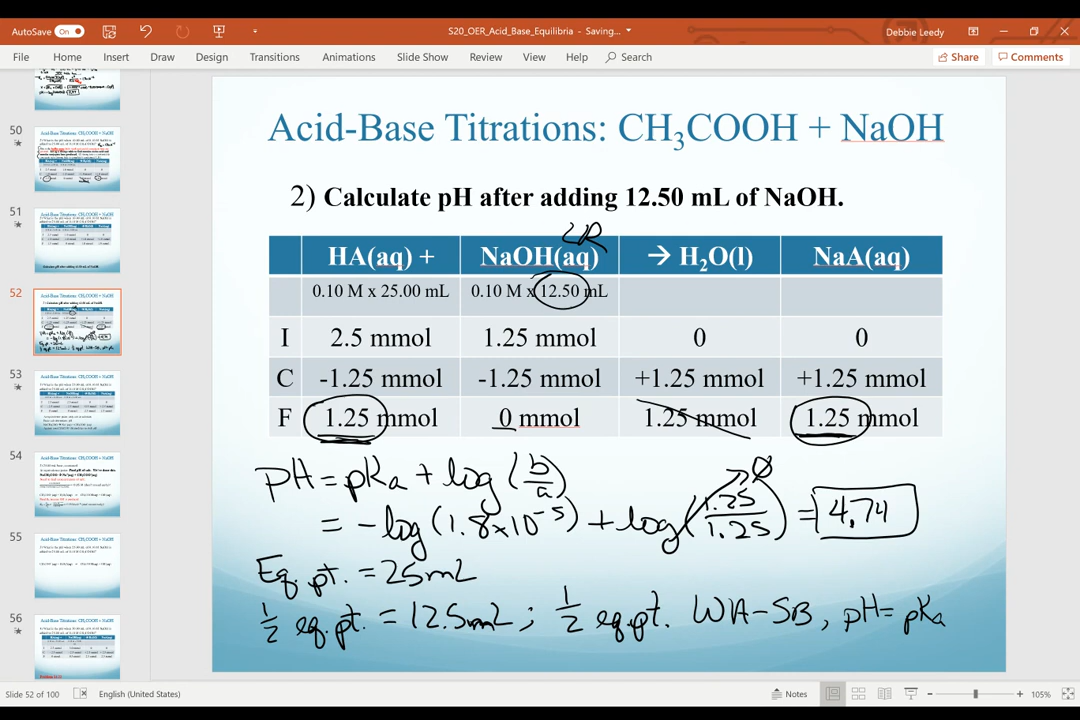 AutoSave On S20_OER_Acid_Base_Equilibria - Saving... Debbie Leedy
File Home Insert Draw Design Transitions Animations Slide Show Review View Help Search Share Comments
50
51
52
53
54
55
56
Acid-Base Titrations: CH₃COOH + NaOH
2) Calculate pH after adding 12.50 mL of NaOH.
LR
HA(aq) + NaOH(aq) → H₂O(l) NaA(aq)
0.10 M x 25.00 mL 0.10 M x 12.50 mL
I 2.5 mmol 1.25 mmol 0 0
C -1.25 mmol -1.25 mmol +1.25 mmol +1.25 mmol
F 1.25 mmol 0 mmol 1.25 mmol 1.25 mmol
pH = pKa + log (b/a)
= -log (1.8x10⁻⁵) + log (1.25/1.25) → 0 = 4.74
Eq. pt. = 25mL
½ eq.pt. = 12.5mL; ½ eq.pt. WA-SB, pH = pKa
Slide 52 of 100 English (United States) Notes 105%